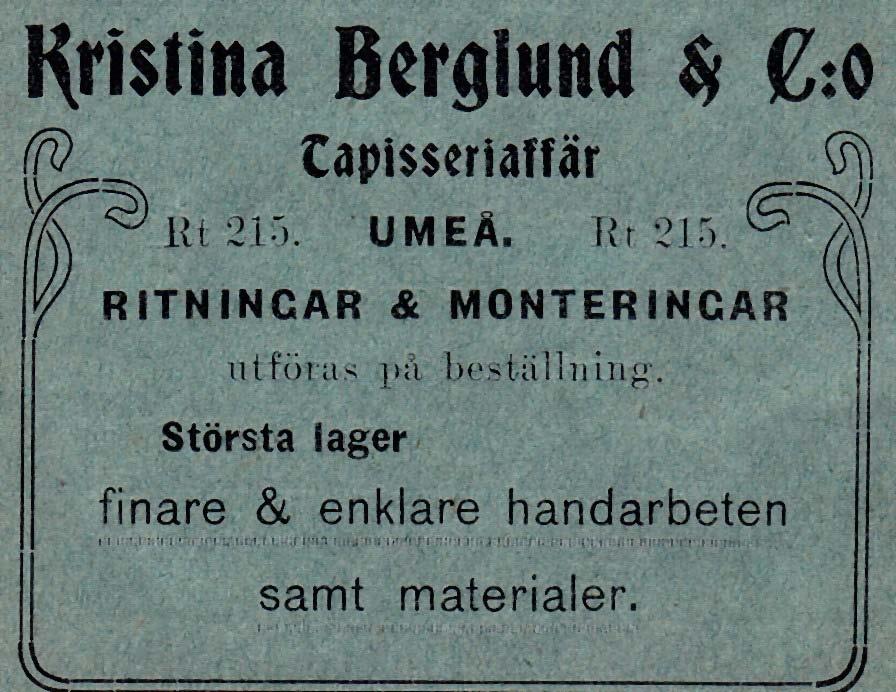 Kristina Berglund & C:o
Tapisseriaffär
Rt 215. UMEÅ. Rt 215.
RITNINGAR & MONTERINGAR
utföras på beställning.
Största lager
finare & enklare handarbeten
samt materialer.